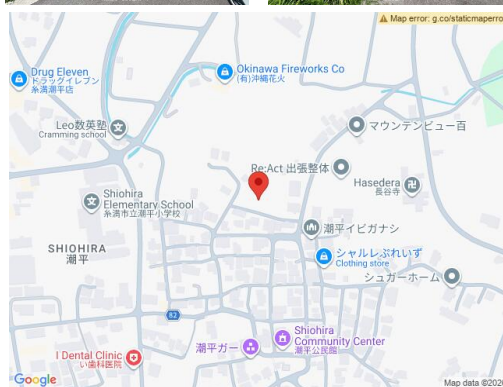 Map error: g.co/staticmaperro
Drug Eleven
ドラッグイレブン
糸満潮平店
Okinawa Fireworks Co
(有)沖縄花火
Leo数英塾
Cramming school
マウンテンビュー百
Re:Act 出張整体
Hasedera
長谷寺
Shiohira
Elementary School
糸満市立潮平小学校
潮平イビガナシ
SHIOHIRA
潮平
シャルレぷれいず
Clothing store
シュガーホーム
82
Shiohira
Community Center
潮平公民館
潮平ガー
I Dental Clinic
い歯科医院
Google
Map data ©202